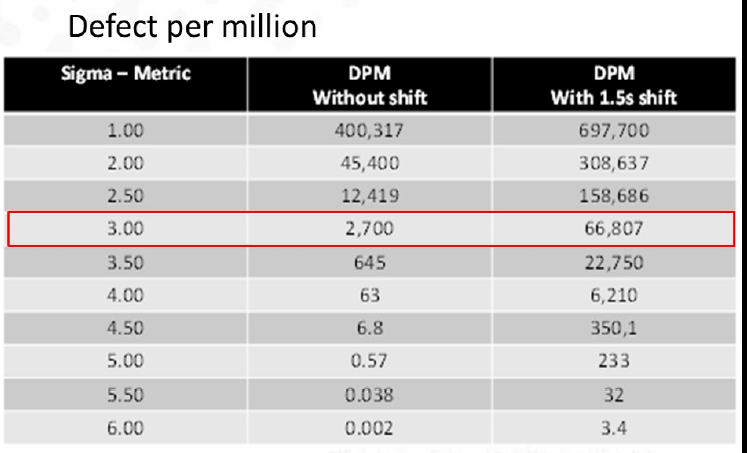 Defect per million
Sigma – Metric DPM Without shift DPM With 1.5s shift
1.00 400,317 697,700
2.00 45,400 308,637
2.50 12,419 158,686
3.00 2,700 66,807
3.50 645 22,750
4.00 63 6,210
4.50 6.8 350,1
5.00 0.57 233
5.50 0.038 32
6.00 0.002 3.4